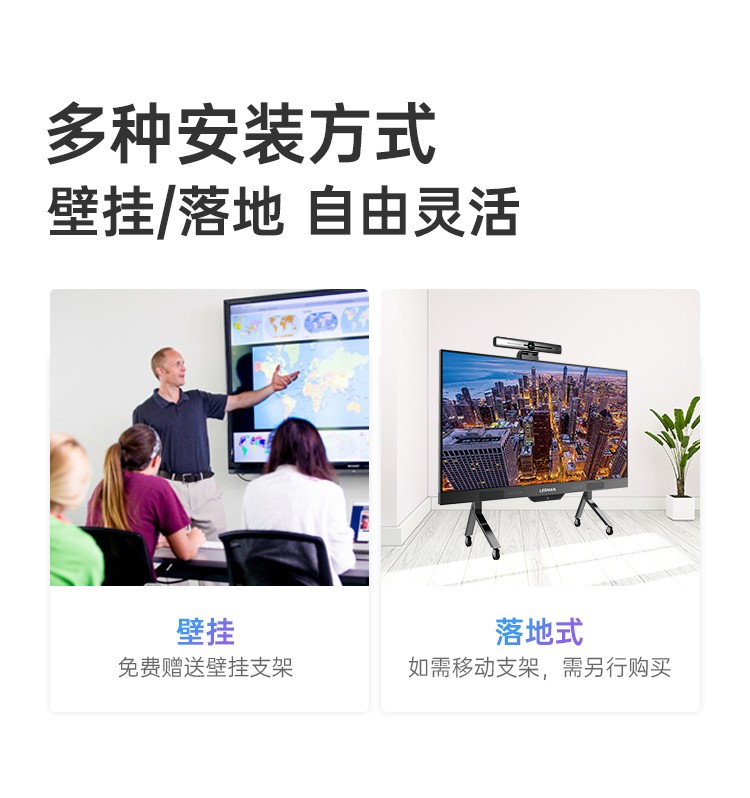 多种安装方式
壁挂/落地 自由灵活
LEDMAN
壁挂
免费赠送壁挂支架
落地式
如需移动支架，需另行购买